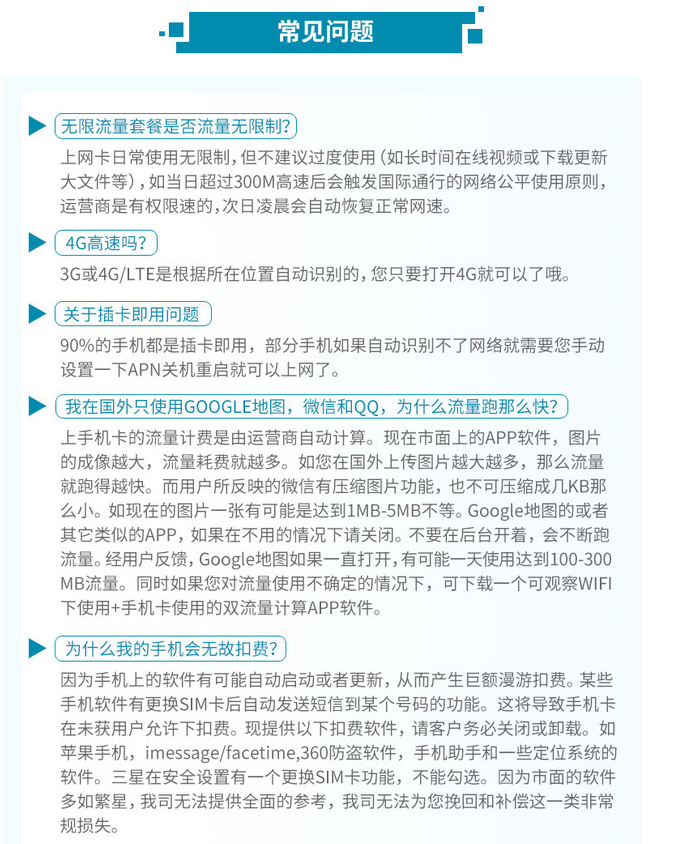 常见问题
无限流量套餐是否流量无限制?
上网卡日常使用无限制,但不建议过度使用(如长时间在线视频或下载更新
大文件等),如当日超过300M高速后会触发国际通行的网络公平使用原则,
运营商是有权限速的,次日凌晨会自动恢复正常网速。
4G高速吗?
3G或4G/LTE是根据所在位置自动识别的,您只要打开4G就可以了哦。
关于插卡即用问题
90%的手机都是插卡即用，部分手机如果自动识别不了网络就需要您手动
设置一下APN关机重启就可以上网了。
我在国外只使用GOOGLE地图，微信和QQ，为什么流量跑那么快?
上手机卡的流量计费是由运营商自动计算。现在市面上的APP软件，图片
的成像越大，流量耗费就越多。如您在国外上传图片越大越多，那么流量
就跑得越快。而用户所反映的微信有压缩图片功能，也不可压缩成几KB那
么小。如现在的图片一张有可能是达到1MB-5MB不等。Google地图的或者
其它类似的APP，如果在不用的情况下请关闭。不要在后台开着，会不断跑
流量。经用户反馈，Google地图如果一直打开,有可能一天使用达到100-300
MB流量。同时如果您对流量使用不确定的情况下，可下载一个可观察WIFI
下使用+手机卡使用的双流量计算APP软件。
为什么我的手机会无故扣费?
因为手机上的软件有可能自动启动或者更新,从而产生巨额漫游扣费。某些
手机软件有更换SIM卡后自动发送短信到某个号码的功能。这将导致手机卡
在未获用户允许下扣费。现提供以下扣费软件,请客户务必关闭或卸载。如
苹果手机，imessage/facetime,360防盗软件，手机助手和一些定位系统的
软件。三星在安全设置有一个更换SIM卡功能，不能勾选。因为市面的软件
多如繁星,我司无法提供全面的参考，我司无法为您挽回和补偿这一类非常
规损失。